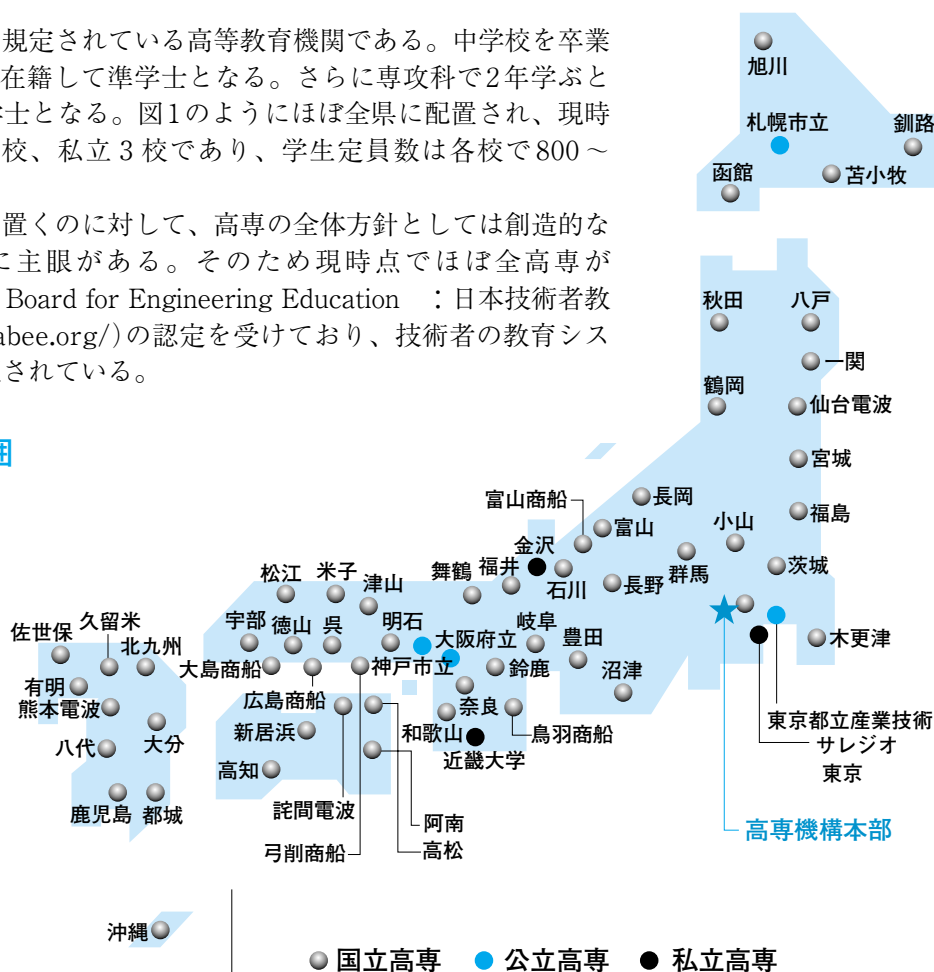 規定されている高等教育機関である。中学校を卒業
在籍して準学士となる。さらに専攻科で2年学ぶと
士となる。図1のようにほぼ全県に配置され、現時
校、私立3校であり、学生定員数は各校で800～
置くのに対して、高専の全体方針としては創造的な
に主眼がある。そのため現時点でほぼ全高専が
Board for Engineering Education ：日本技術者教
abee.org/)の認定を受けており、技術者の教育シス
されている。
旭川
札幌市立
釧路
函館
苫小牧
秋田
八戸
一関
鶴岡
仙台電波
宮城
福島
富山商船
長岡
富山
小山
金沢
舞鶴
福井
石川
長野
群馬
茨城
松江
米子
津山
宇部
徳山
呉
明石
大阪府立
岐阜
豊田
木更津
佐世保
久留米
北九州
大島商船
広島商船
神戸市立
鈴鹿
沼津
有明
熊本電波
奈良
新居浜
和歌山
鳥羽商船
東京都立産業技術
八代
大分
近畿大学
サレジオ
高知
東京
鹿児島
都城
詫間電波
阿南
高専機構本部
弓削商船
高松
沖縄
国立高専 公立高専 私立高専